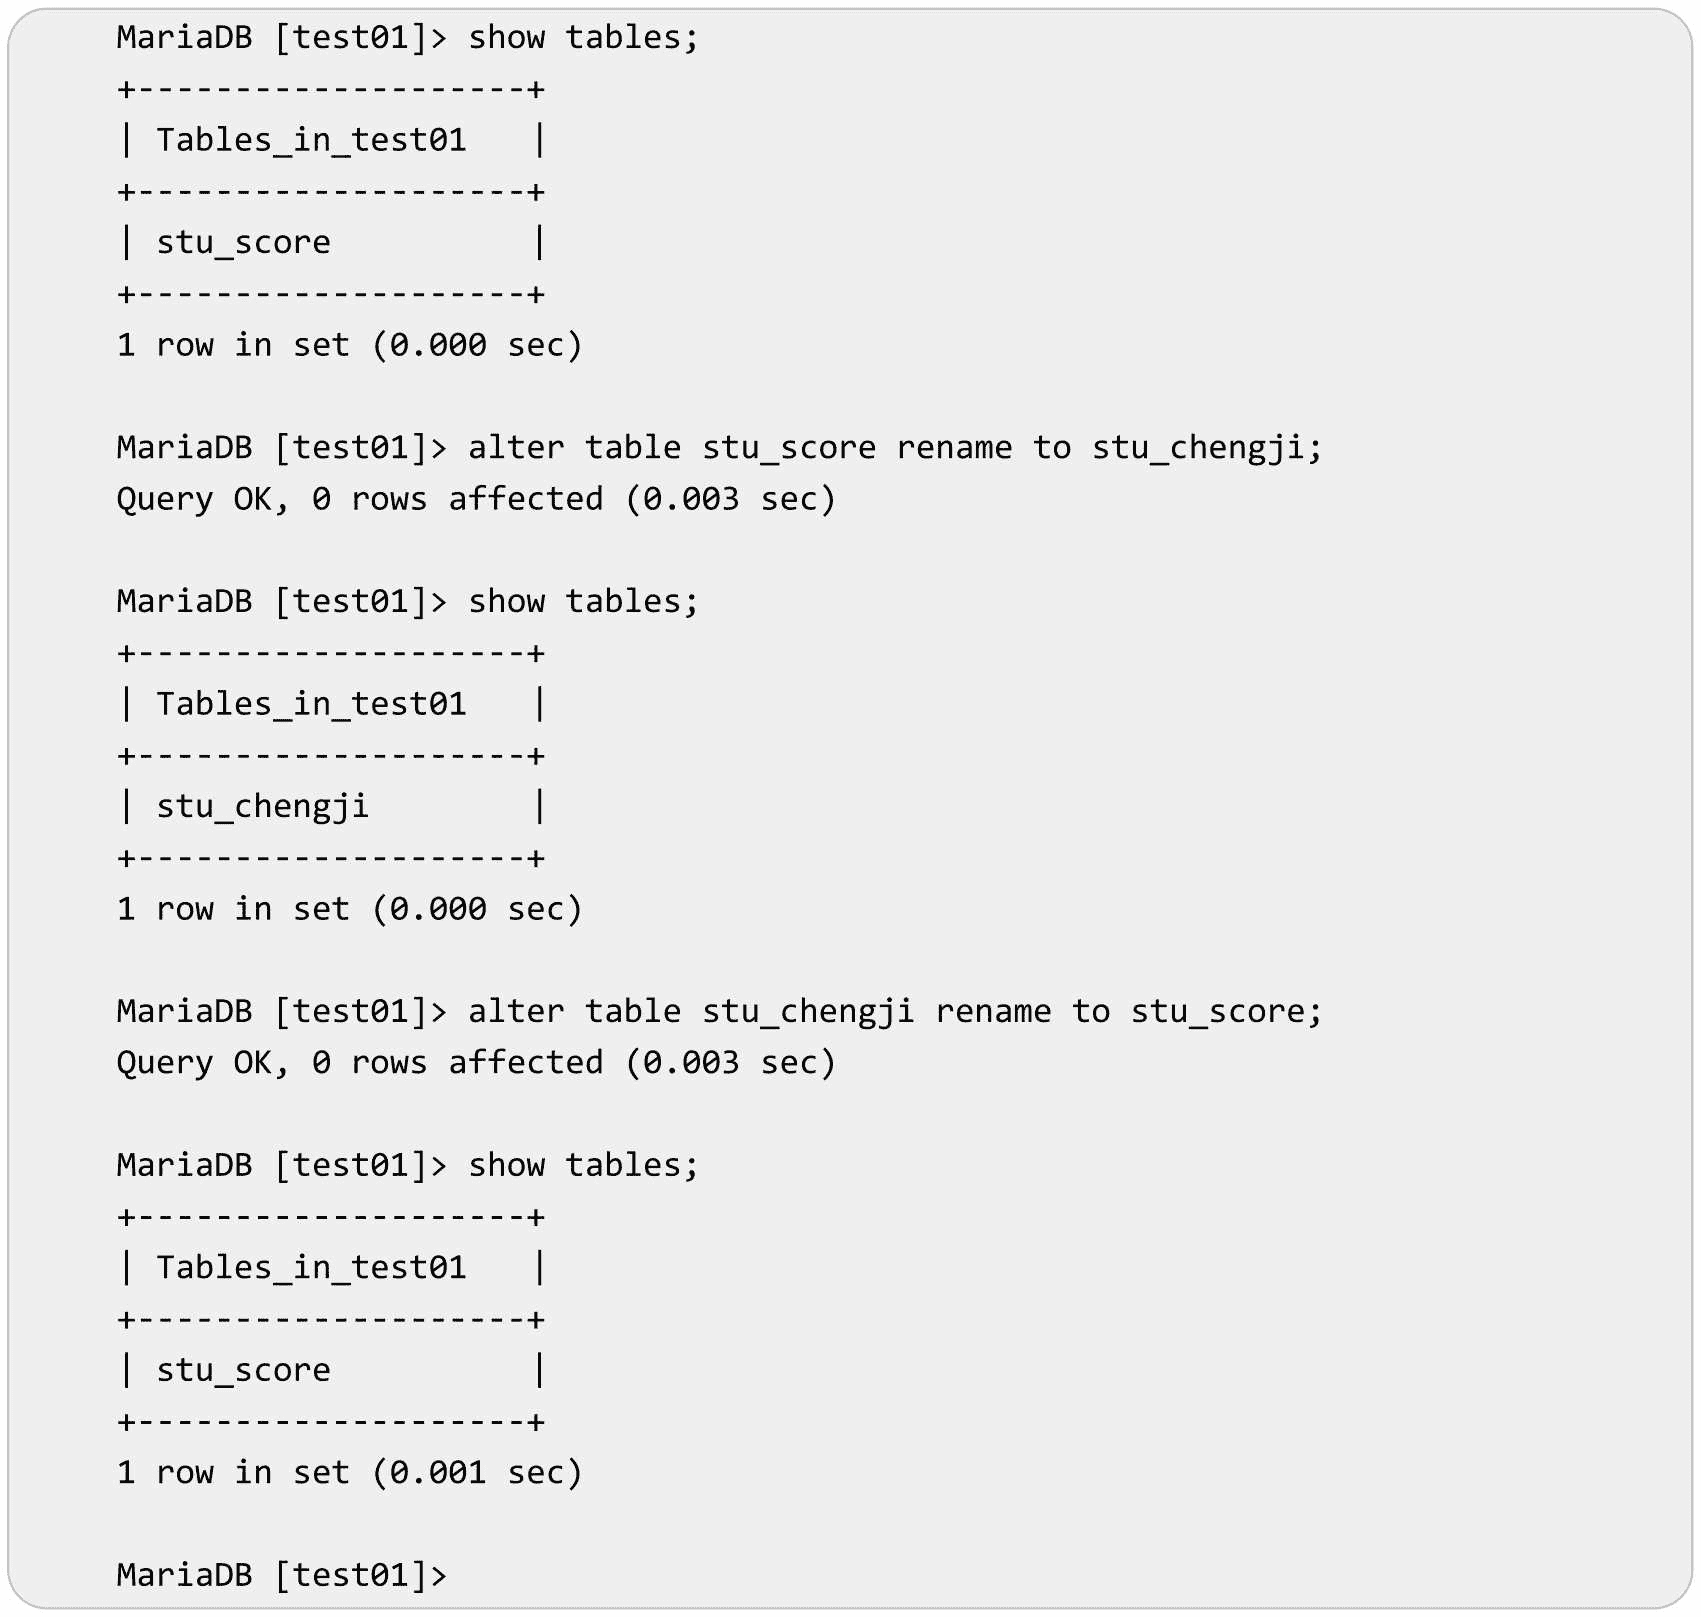 MariaDB [test01]> show tables;
+--------------------+
| Tables_in_test01   |
+--------------------+
| stu_score          |
+--------------------+
1 row in set (0.000 sec)

MariaDB [test01]> alter table stu_score rename to stu_chengji;
Query OK, 0 rows affected (0.003 sec)

MariaDB [test01]> show tables;
+--------------------+
| Tables_in_test01   |
+--------------------+
| stu_chengji        |
+--------------------+
1 row in set (0.000 sec)

MariaDB [test01]> alter table stu_chengji rename to stu_score;
Query OK, 0 rows affected (0.003 sec)

MariaDB [test01]> show tables;
+--------------------+
| Tables_in_test01   |
+--------------------+
| stu_score          |
+--------------------+
1 row in set (0.001 sec)

MariaDB [test01]>